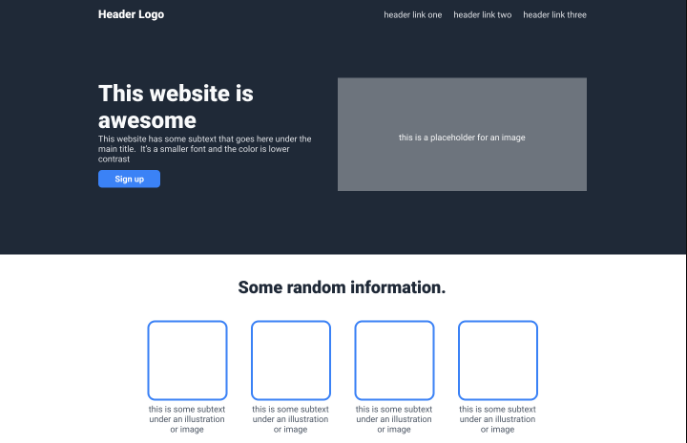 Header Logo
header link one
header link two
header link three
This website is
awesome
This website has some subtext that goes here under the
main title.  It's a smaller font and the color is lower
contrast
Sign up
this is a placeholder for an image
Some random information.
this is some subtext
under an illustration
or image
this is some subtext
under an illustration
or image
this is some subtext
under an illustration
or image
this is some subtext
under an illustration
or image